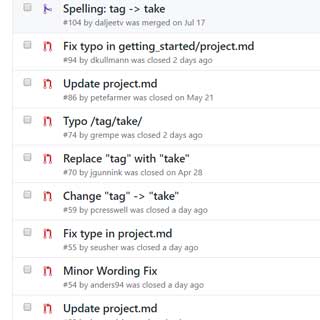 Spelling: tag -> take
#104 by daljeetv was merged on Jul 17
Fix typo in getting_started/project.md
#94 by dkullmann was closed 2 days ago
Update project.md
#86 by petefarmer was closed on May 21
Typo /tag/take/
#74 by grempe was closed 2 days ago
Replace "tag" with "take"
#70 by jgunnink was closed on Apr 28
Change "tag" -> "take"
#59 by pcresswell was closed a day ago
Fix type in project.md
#55 by seusher was closed a day ago
Minor Wording Fix
#54 by anders94 was closed a day ago
Update project.md